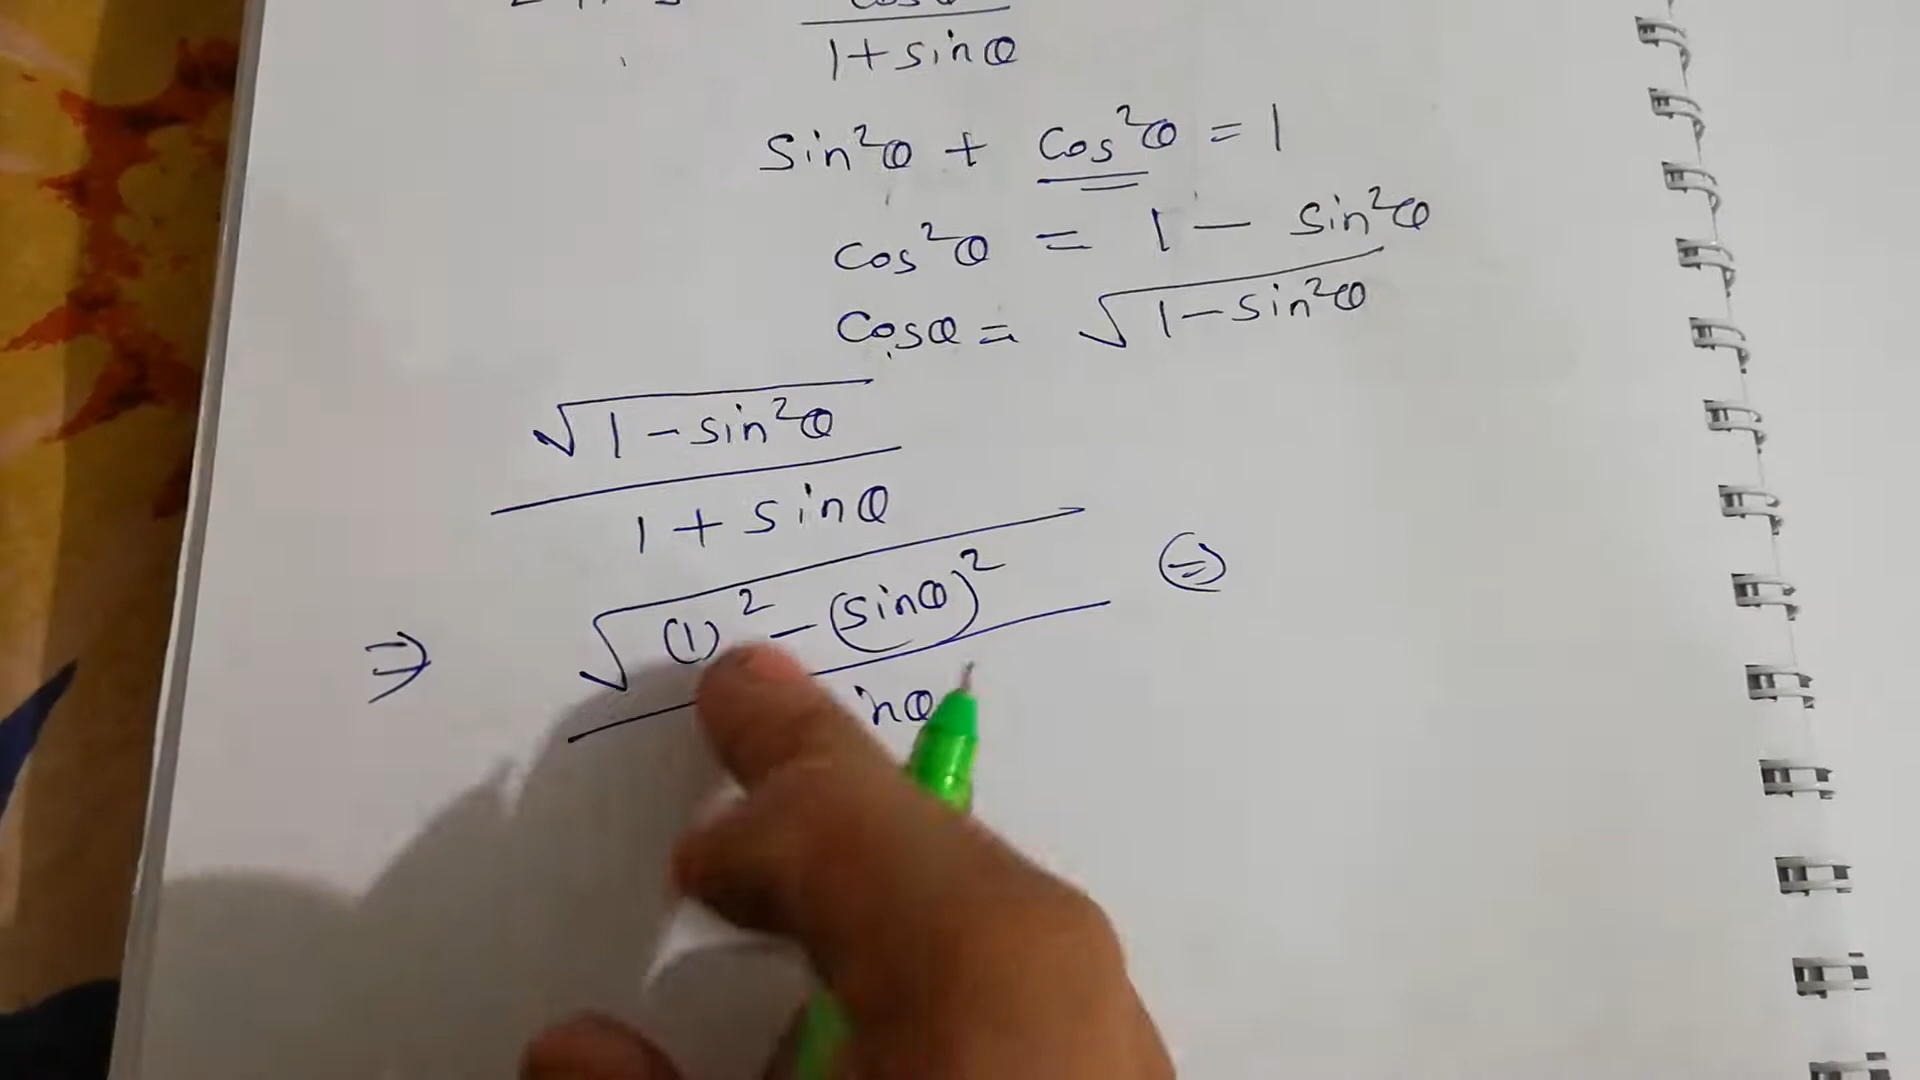 1+sinθ
Sin²θ + Cos²θ = 1
Cos²θ = 1 − Sin²θ
Cosθ = √1−Sin²θ
√1−sin²θ
1+sinθ
⇒ √(1)² − (sinθ)² ⇒
inθ